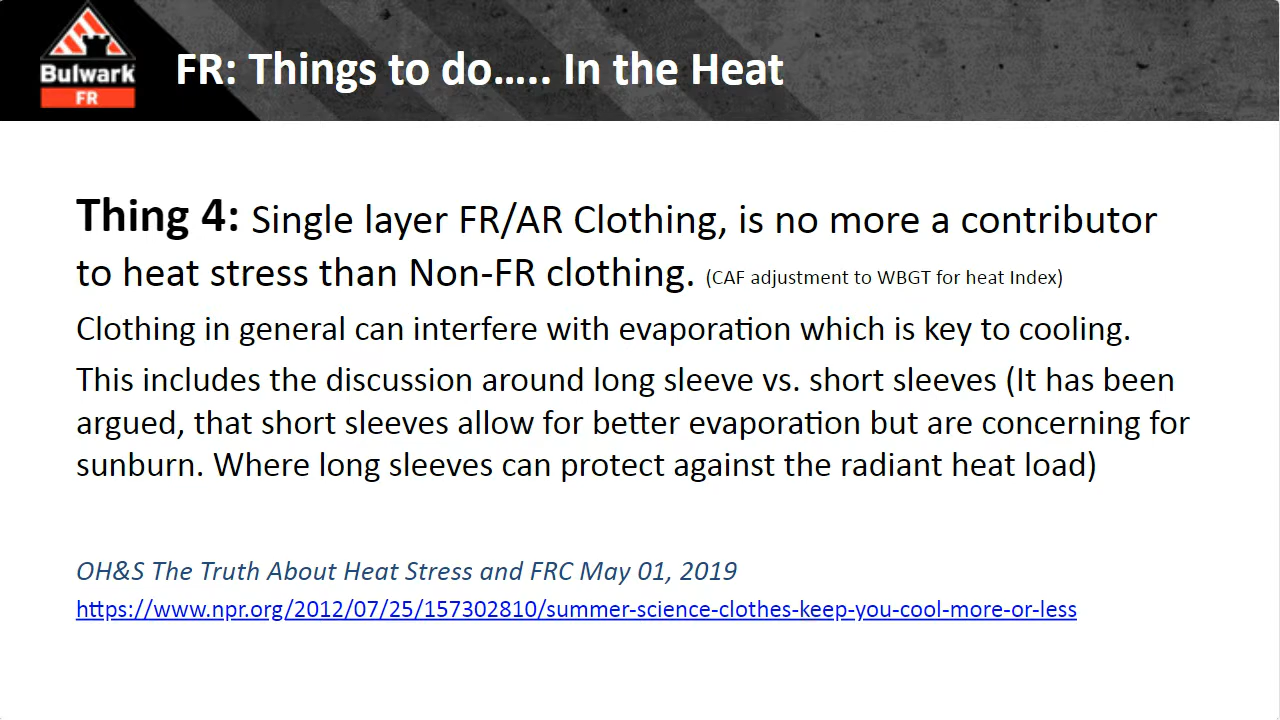 Bulwark
FR
FR: Things to do….. In the Heat
Thing 4: Single layer FR/AR Clothing, is no more a contributor
to heat stress than Non-FR clothing. (CAF adjustment to WBGT for heat Index)
Clothing in general can interfere with evaporation which is key to cooling.
This includes the discussion around long sleeve vs. short sleeves (It has been
argued, that short sleeves allow for better evaporation but are concerning for
sunburn. Where long sleeves can protect against the radiant heat load)
OH&S The Truth About Heat Stress and FRC May 01, 2019
https://www.npr.org/2012/07/25/157302810/summer-science-clothes-keep-you-cool-more-or-less